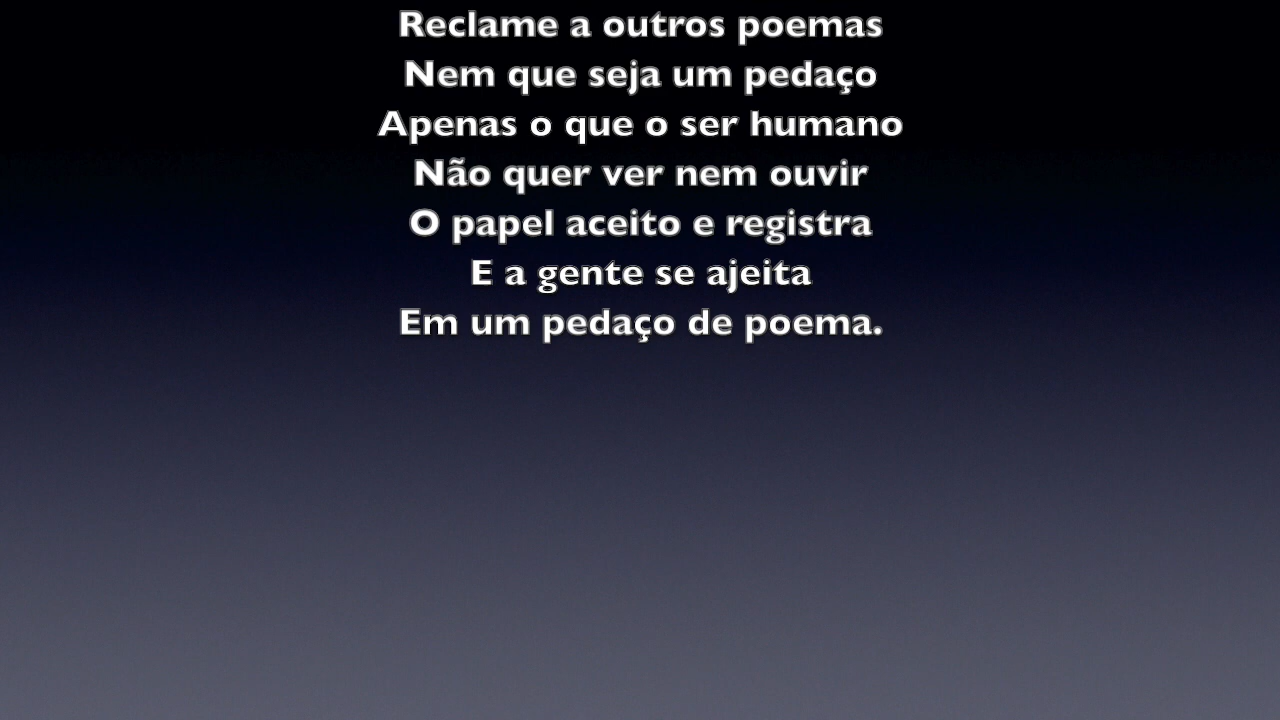 Reclame a outros poemas
Nem que seja um pedaço
Apenas o que o ser humano
Não quer ver nem ouvir
O papel aceito e registra
E a gente se ajeita
Em um pedaço de poema.